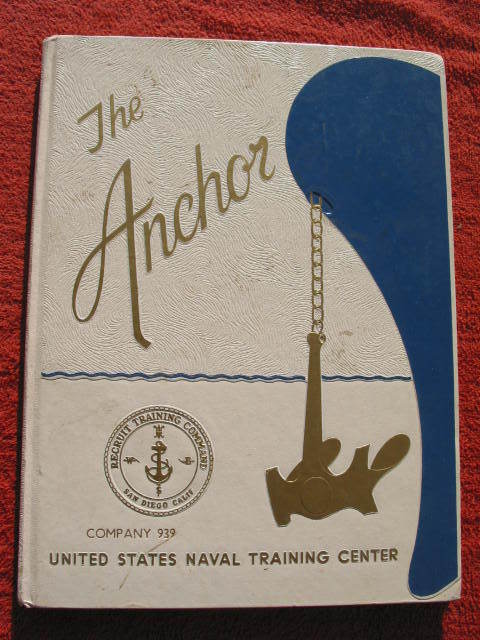 The
Anchor
RECRUIT TRAINING COMMAND
SAN DIEGO CALIF
COMPANY 939
UNITED STATES NAVAL TRAINING CENTER